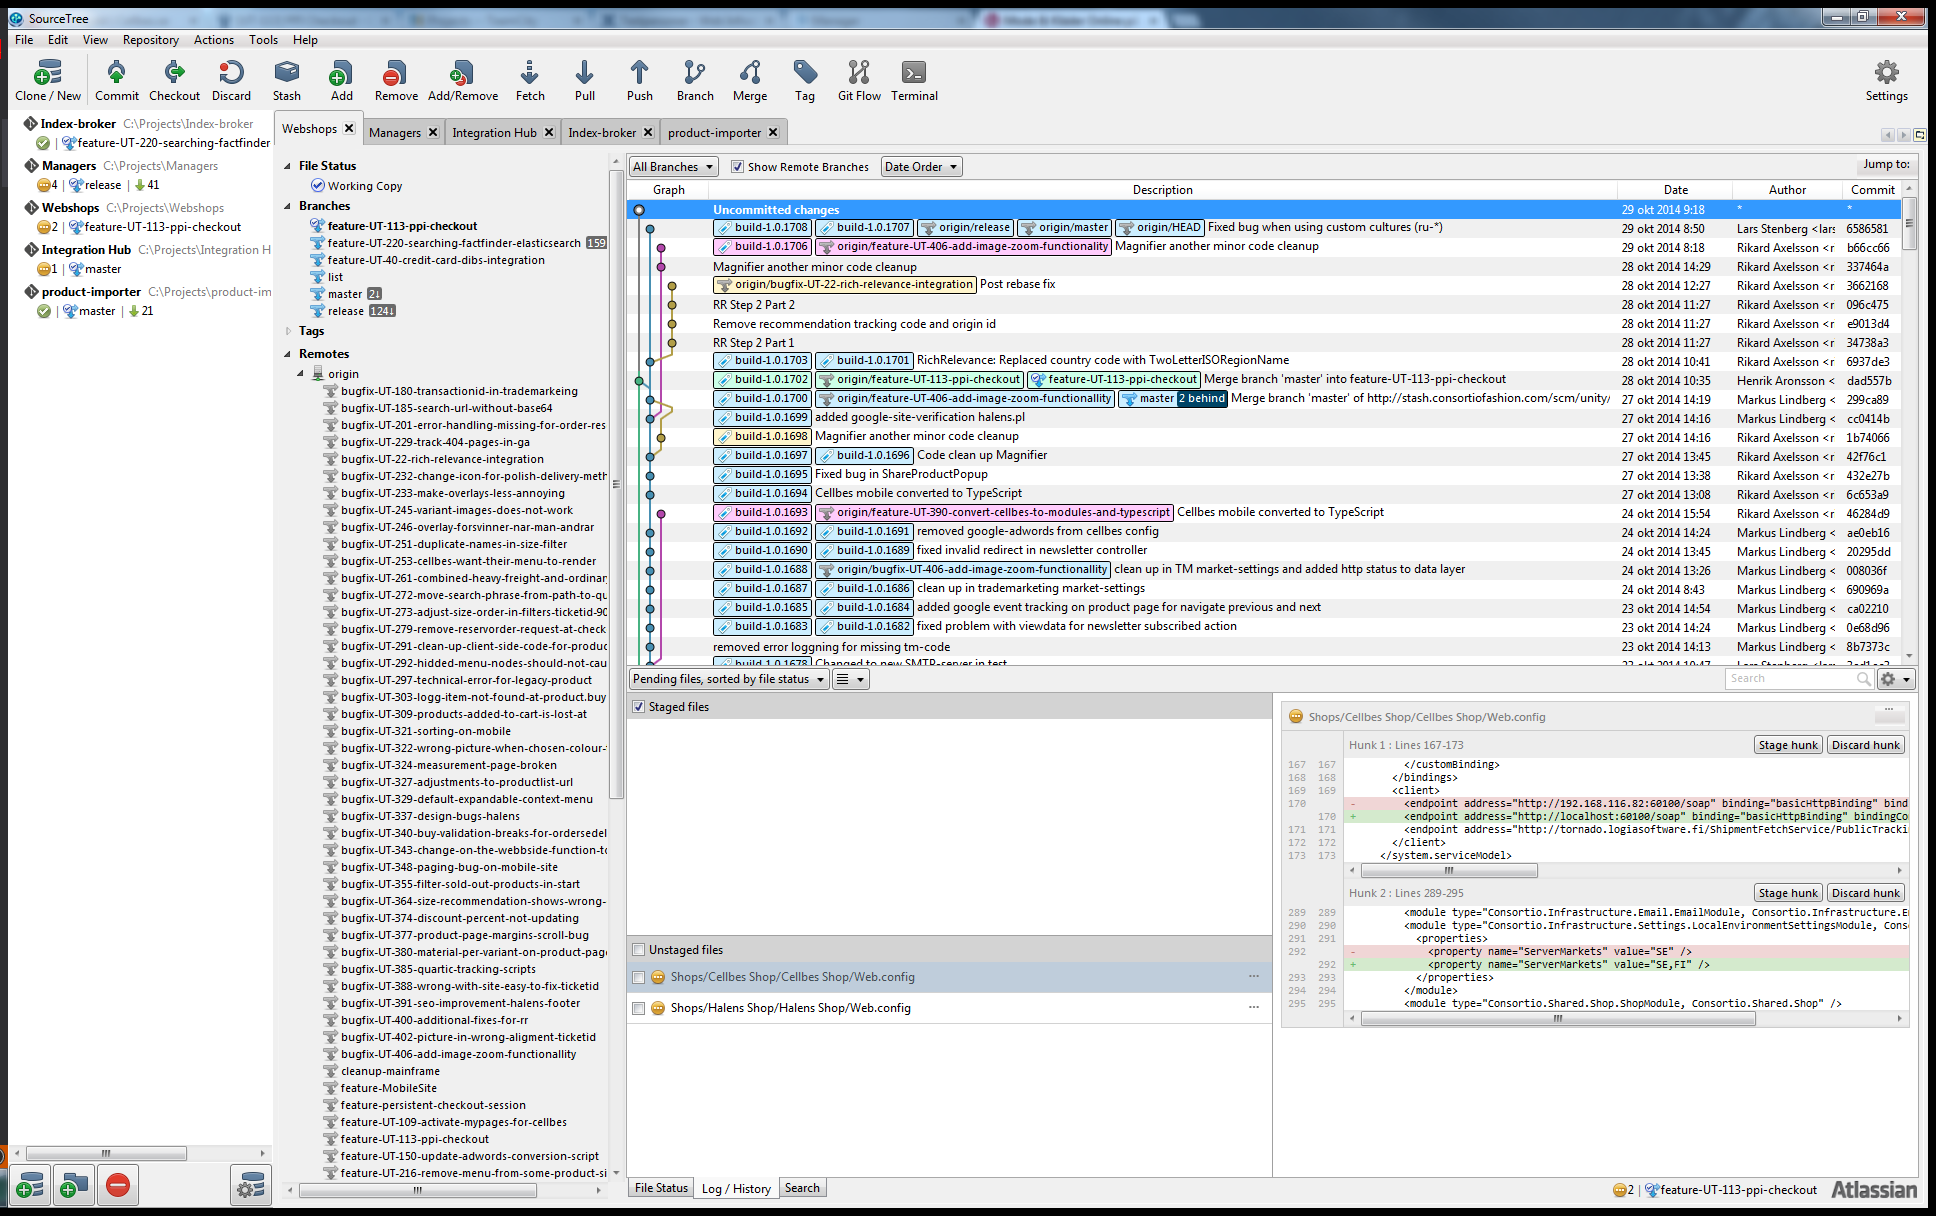 SourceTree
File Edit View Repository Actions Tools Help
Clone / New Commit Checkout Discard Stash Add Remove Add/Remove Fetch Pull Push Branch Merge Tag Git Flow Terminal Settings
Index-broker C:\Projects\Index-broker
feature-UT-220-searching-factfinder
Managers C:\Projects\Managers
4 | release | 41
Webshops C:\Projects\Webshops
2 | feature-UT-113-ppi-checkout
Integration Hub C:\Projects\Integration
1 | master
product-importer C:\Projects\product-im
master | 21
Webshops Managers Integration Hub Index-broker product-importer
File Status
Working Copy
Branches
feature-UT-113-ppi-checkout
feature-UT-220-searching-factfinder-elasticsearch 159
feature-UT-40-credit-card-dibs-integration
list
master 2↓
release 124↓
Tags
Remotes
origin
bugfix-UT-180-transactionid-in-trademarkeing
bugfix-UT-185-search-url-without-base64
bugfix-UT-201-error-handling-missing-for-order-res
bugfix-UT-229-track-404-pages-in-ga
bugfix-UT-22-rich-relevance-integration
bugfix-UT-232-change-icon-for-polish-delivery-meth
bugfix-UT-233-make-overlays-less-annoying
bugfix-UT-245-variant-images-does-not-work
bugfix-UT-246-overlay-forsvinner-nar-man-andrar
bugfix-UT-251-duplicate-names-in-size-filter
bugfix-UT-253-cellbes-want-their-menu-to-render
bugfix-UT-261-combined-heavy-freight-and-ordinary
bugfix-UT-272-move-search-phrase-from-path-to-qu
bugfix-UT-273-adjust-size-order-in-filters-ticketid-90
bugfix-UT-279-remove-reservorder-request-at-check
bugfix-UT-291-clean-up-client-side-code-for-produc
bugfix-UT-292-hidded-menu-nodes-should-not-cau
bugfix-UT-297-technical-error-for-legacy-product
bugfix-UT-303-logg-item-not-found-at-product.buy
bugfix-UT-309-products-added-to-cart-is-lost-at
bugfix-UT-321-sorting-on-mobile
bugfix-UT-322-wrong-picture-when-chosen-colour-
bugfix-UT-324-measurement-page-broken
bugfix-UT-327-adjustments-to-productlist-url
bugfix-UT-329-default-expandable-context-menu
bugfix-UT-337-design-bugs-halens
bugfix-UT-340-buy-validation-breaks-for-ordersedel
bugfix-UT-343-change-on-the-webbside-function-to
bugfix-UT-348-paging-bug-on-mobile-site
bugfix-UT-355-filter-sold-out-products-in-start
bugfix-UT-364-size-recommendation-shows-wrong-
bugfix-UT-374-discount-percent-not-updating
bugfix-UT-377-product-page-margins-scroll-bug
bugfix-UT-380-material-per-variant-on-product-page
bugfix-UT-385-quartic-tracking-scripts
bugfix-UT-388-wrong-with-site-easy-to-fix-ticketid
bugfix-UT-391-seo-improvement-halens-footer
bugfix-UT-400-additional-fixes-for-rr
bugfix-UT-402-picture-in-wrong-aligment-ticketid
bugfix-UT-406-add-image-zoom-functionallity
cleanup-mainframe
feature-MobileSite
feature-persistent-checkout-session
feature-UT-109-activate-mypages-for-cellbes
feature-UT-113-ppi-checkout
feature-UT-150-update-adwords-conversion-script
feature-UT-216-remove-menu-from-some-product-si
All Branches Show Remote Branches Date Order Jump to:
Graph Description Date Author Commit
Uncommitted changes 29 okt 2014 9:18 * *
build-1.0.1708 build-1.0.1707 origin/release origin/master origin/HEAD Fixed bug when using custom cultures (ru-*) 29 okt 2014 8:50 Lars Stenberg <lars 6586581
build-1.0.1706 origin/feature-UT-406-add-image-zoom-functionality Magnifier another minor code cleanup 29 okt 2014 8:18 Rikard Axelsson <r b66cc66
Magnifier another minor code cleanup 28 okt 2014 14:29 Rikard Axelsson <r 337464a
origin/bugfix-UT-22-rich-relevance-integration Post rebase fix 28 okt 2014 12:27 Rikard Axelsson <r 3662168
RR Step 2 Part 2 28 okt 2014 11:27 Rikard Axelsson <r 096c475
Remove recommendation tracking code and origin id 28 okt 2014 11:27 Rikard Axelsson <r e9013d4
RR Step 2 Part 1 28 okt 2014 11:27 Rikard Axelsson <r 34738a3
build-1.0.1703 build-1.0.1701 RichRelevance: Replaced country code with TwoLetterISORegionName 28 okt 2014 10:41 Rikard Axelsson <r 6937de3
build-1.0.1702 origin/feature-UT-113-ppi-checkout feature-UT-113-ppi-checkout Merge branch 'master' into feature-UT-113-ppi-checkout 28 okt 2014 10:35 Henrik Aronsson < dad557b
build-1.0.1700 origin/feature-UT-406-add-image-zoom-functionallity master 2 behind Merge branch 'master' of http://stash.consortiofashion.com/scm/unity/ 27 okt 2014 14:19 Markus Lindberg < 299ca89
build-1.0.1699 added google-site-verification halens.pl 27 okt 2014 14:16 Markus Lindberg < cc0414b
build-1.0.1698 Magnifier another minor code cleanup 27 okt 2014 14:16 Rikard Axelsson <r 1b74066
build-1.0.1697 build-1.0.1696 Code clean up Magnifier 27 okt 2014 13:45 Rikard Axelsson <r 42f76c1
build-1.0.1695 Fixed bug in ShareProductPopup 27 okt 2014 13:38 Rikard Axelsson <r 432e27b
build-1.0.1694 Cellbes mobile converted to TypeScript 27 okt 2014 13:08 Rikard Axelsson <r 6c653a9
build-1.0.1693 origin/feature-UT-390-convert-cellbes-to-modules-and-typescript Cellbes mobile converted to TypeScript 24 okt 2014 15:54 Rikard Axelsson <r 46284d9
build-1.0.1692 build-1.0.1691 removed google-adwords from cellbes config 24 okt 2014 14:24 Markus Lindberg < ae0eb16
build-1.0.1690 build-1.0.1689 fixed invalid redirect in newsletter controller 24 okt 2014 13:45 Markus Lindberg < 20295dd
build-1.0.1688 origin/bugfix-UT-406-add-image-zoom-functionallity clean up in TM market-settings and added http status to data layer 24 okt 2014 13:26 Markus Lindberg < 008036f
build-1.0.1687 build-1.0.1686 clean up in trademarketing market-settings 24 okt 2014 8:43 Markus Lindberg < 690969a
build-1.0.1685 build-1.0.1684 added google event tracking on product page for navigate previous and next 23 okt 2014 14:54 Markus Lindberg < ca02210
build-1.0.1683 build-1.0.1682 fixed problem with viewdata for newsletter subscribed action 23 okt 2014 14:24 Markus Lindberg < 0e68d96
removed error loggning for missing tm-code 23 okt 2014 14:13 Markus Lindberg < 8b7373c
build-1.0.1678 Changed to new SMTP-server in test 23 okt 2014 10:47 Lars Stenberg <lars
Pending files, sorted by file status Search
Staged files
Unstaged files
Shops/Cellbes Shop/Cellbes Shop/Web.config
Shops/Halens Shop/Halens Shop/Web.config
Shops/Cellbes Shop/Cellbes Shop/Web.config
Hunk 1 : Lines 167-173 Stage hunk Discard hunk
167 167 </customBinding>
168 168 </bindings>
169 169 <client>
170 - <endpoint address="http://192.168.116.82:60100/soap" binding="basicHttpBinding" bind
170 + <endpoint address="http://localhost:60100/soap" binding="basicHttpBinding" bindingCo
171 171 <endpoint address="http://tornado.logiasoftware.fi/ShipmentFetchService/PublicTracki
172 172 </client>
173 173 </system.serviceModel>
Hunk 2 : Lines 289-295 Stage hunk Discard hunk
289 289 <module type="Consortio.Infrastructure.Email.EmailModule, Consortio.Infrastructure.E
290 290 <module type="Consortio.Infrastructure.Settings.LocalEnvironmentSettingsModule, Cons
291 291 <properties>
292 - <property name="ServerMarkets" value="SE" />
292 + <property name="ServerMarkets" value="SE,FI" />
293 293 </properties>
294 294 </module>
295 295 <module type="Consortio.Shared.Shop.ShopModule, Consortio.Shared.Shop" />
File Status Log / History Search
2 | feature-UT-113-ppi-checkout Atlassian